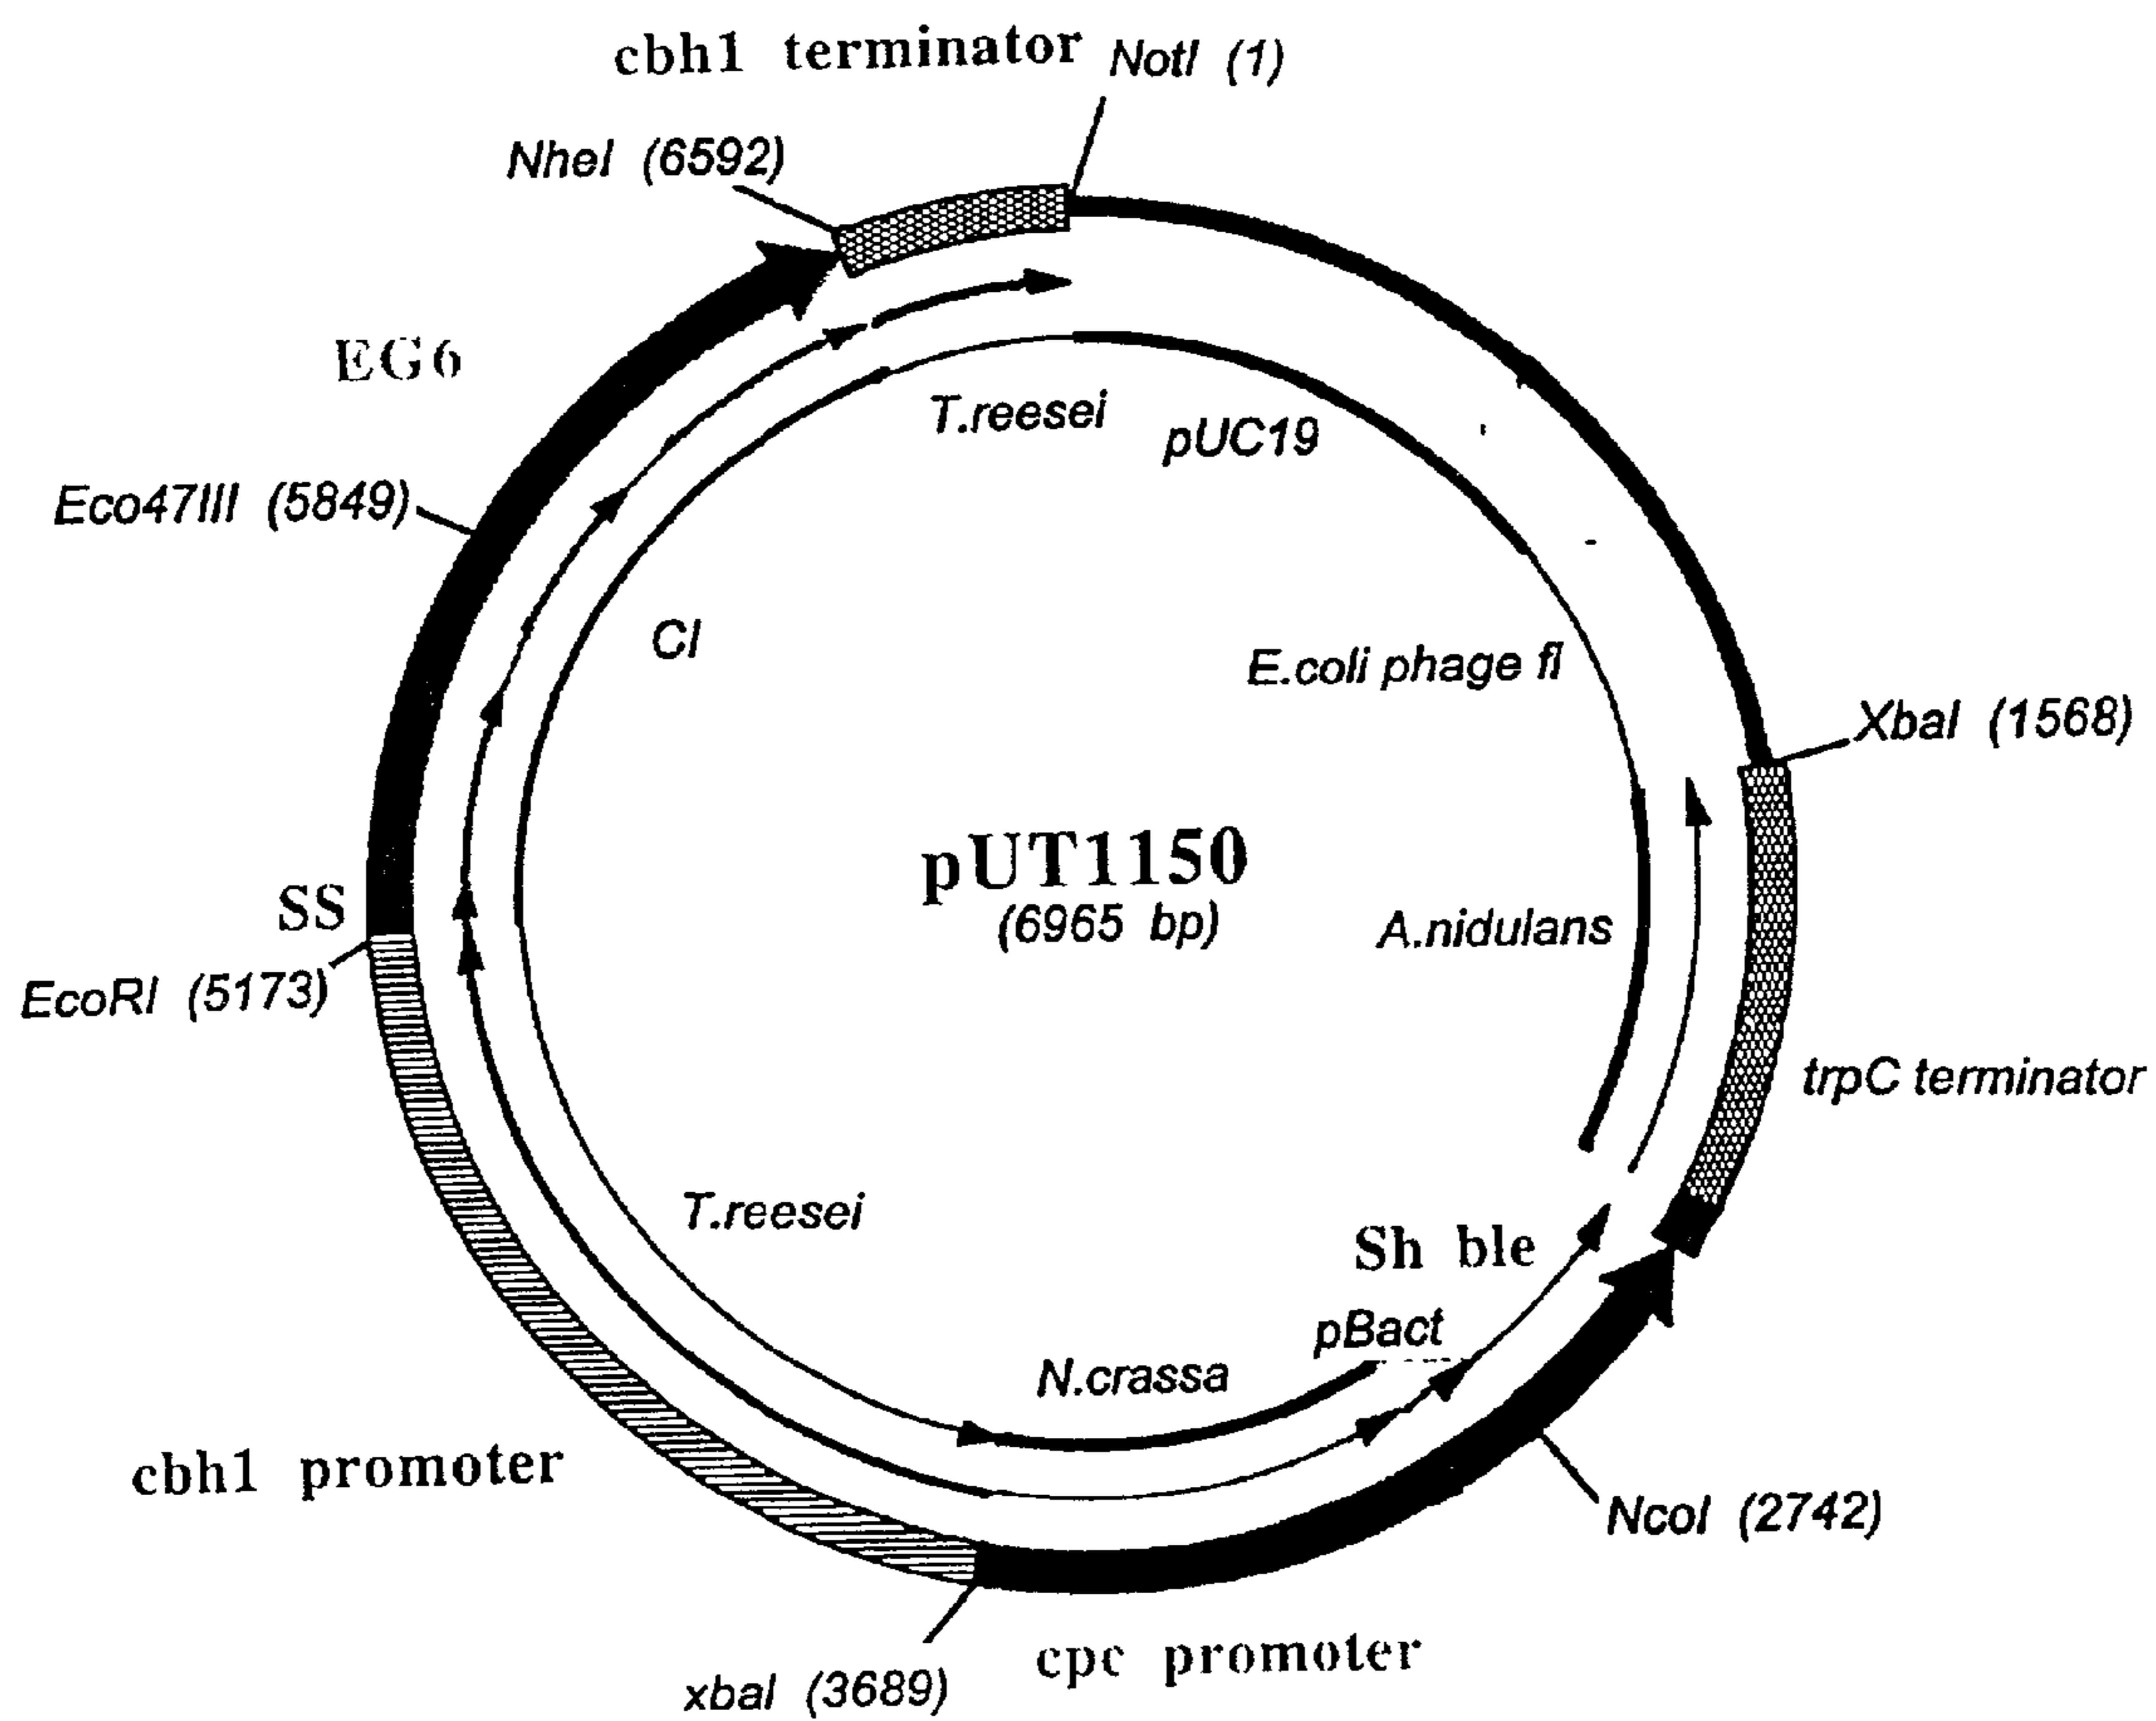 cbh1 terminator
NotI (1)
NheI (6592)
EG6
T.reesei
pUC19
Eco47III (5849)
Cl
E.coli phage fl
XbaI (1568)
pUT1150
(6965 bp)
SS
A.nidulans
EcoRI (5173)
trpC terminator
T.reesei
Sh ble
pBact
N.crassa
cbh1 promoter
NcoI (2742)
cpc promoter
xbaI (3689)